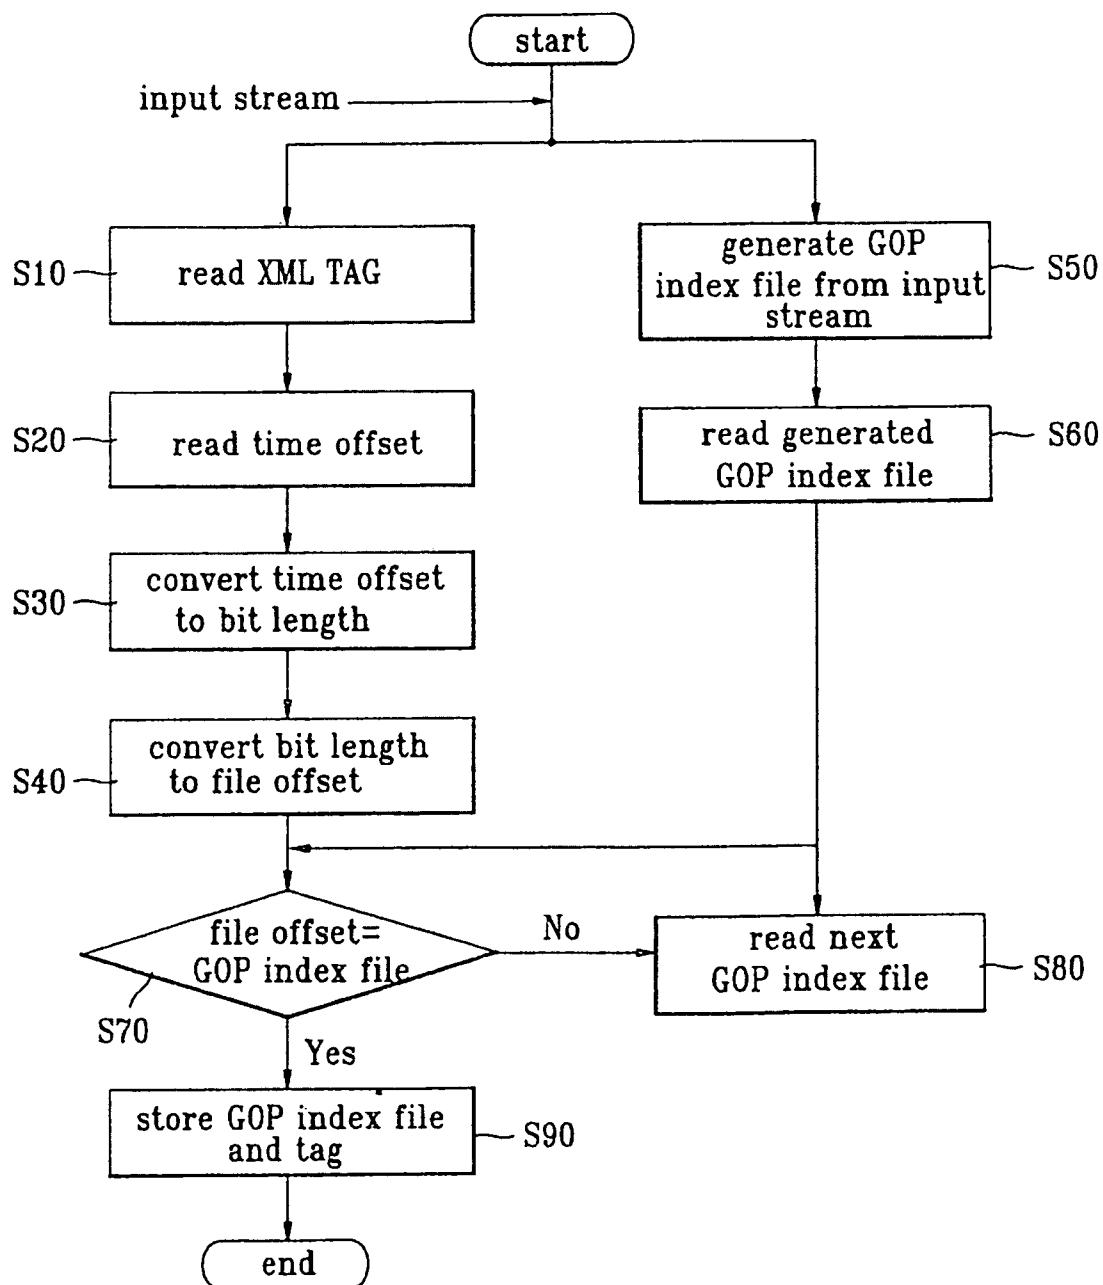 start
input stream
S10
read XML TAG
generate GOP
index file from input
stream
S50
S20
read time offset
read generated
GOP index file
S60
S30
convert time offset
to bit length
S40
convert bit length
to file offset
file offset=
GOP index file
No
read next
GOP index file
S80
S70
Yes
store GOP index file
and tag
S90
end